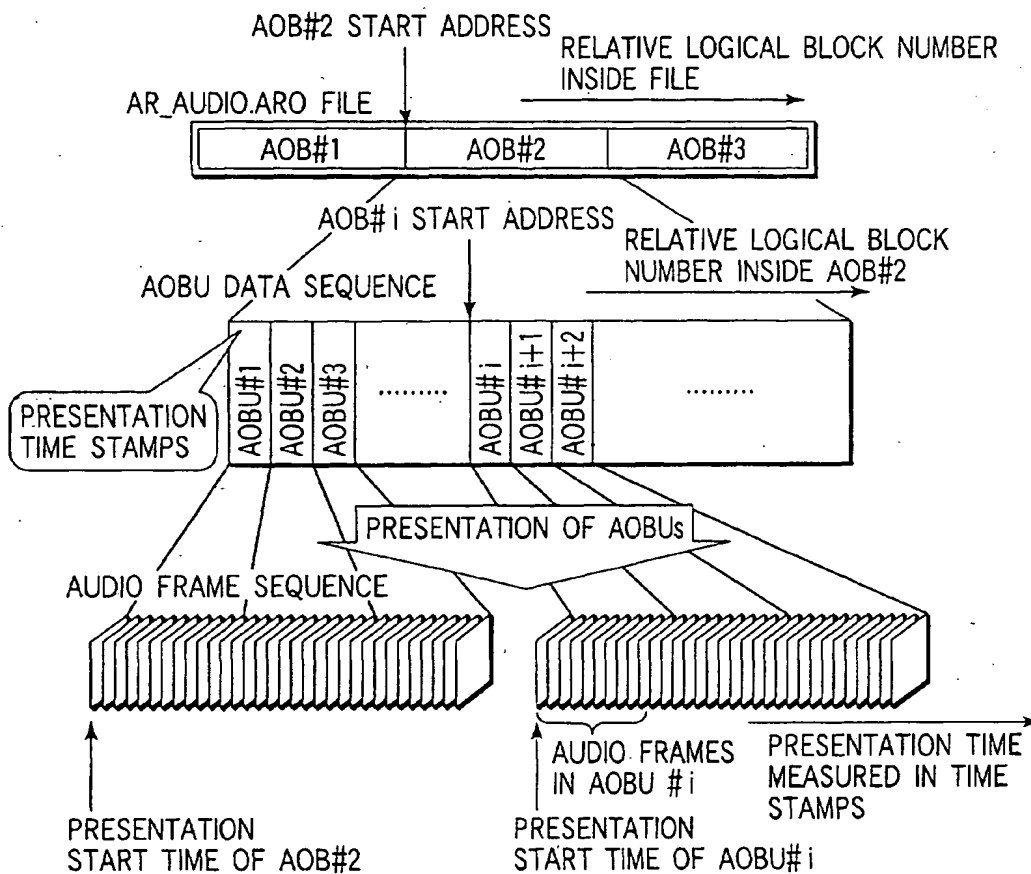 AOB#2 START ADDRESS
RELATIVE LOGICAL BLOCK NUMBER
INSIDE FILE
AR_AUDIO.ARO FILE
AOB#1
AOB#2
AOB#3
AOB#i START ADDRESS
RELATIVE LOGICAL BLOCK
NUMBER INSIDE AOB#2
AOBU DATA SEQUENCE
AOBU#1
AOBU#2
AOBU#3
.........
AOBU#i
AOBU#i+1
AOBU#i+2
.........
PRESENTATION
TIME STAMPS
PRESENTATION OF AOBUs
AUDIO FRAME SEQUENCE
AUDIO FRAMES
IN AOBU #i
PRESENTATION TIME
MEASURED IN TIME
STAMPS
PRESENTATION
START TIME OF AOB#2
PRESENTATION
START TIME OF AOBU#i